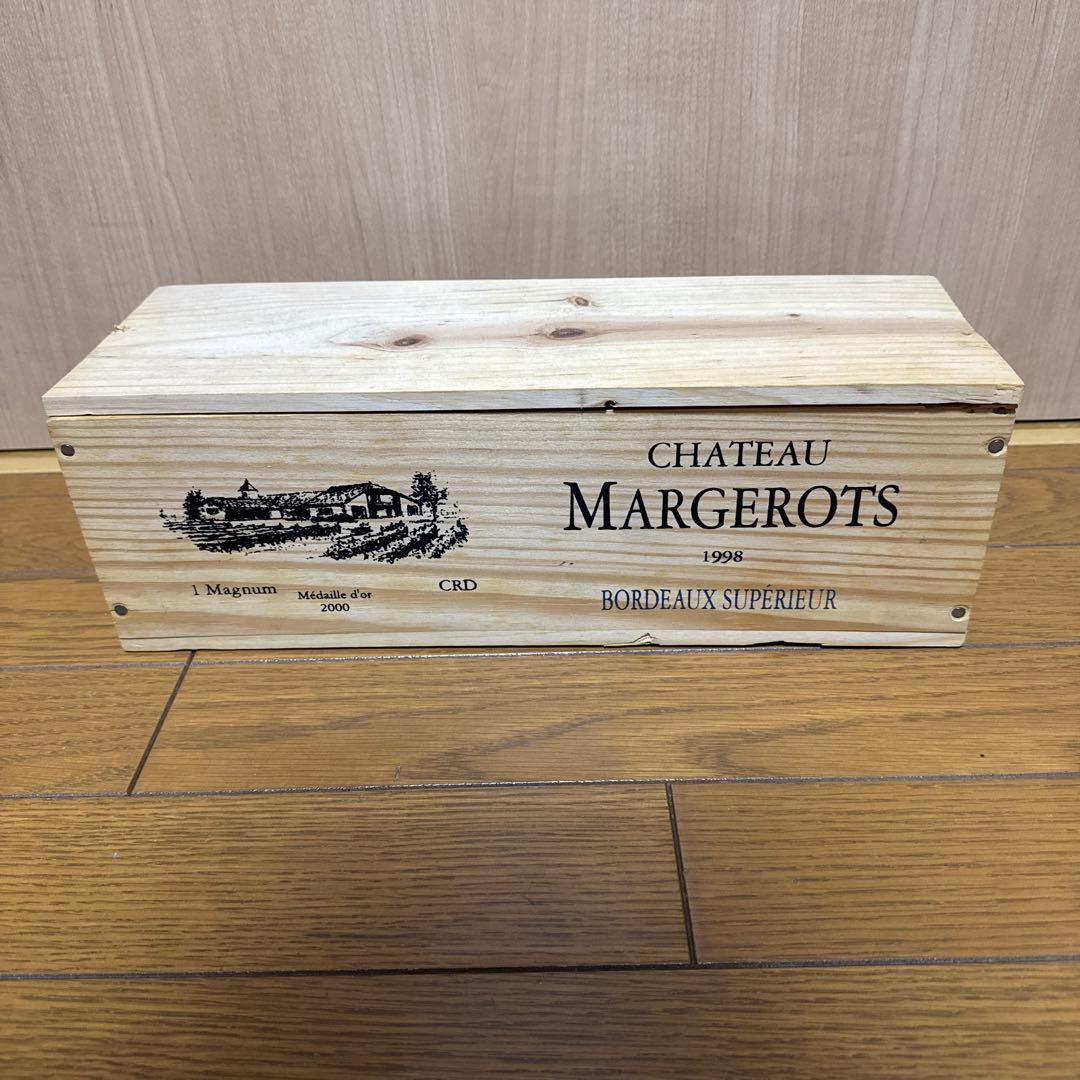 CHATEAU
MARGEROTS
1998
BORDEAUX SUPÉRIEUR
1 Magnum
Médaille d'or
2000
CRD